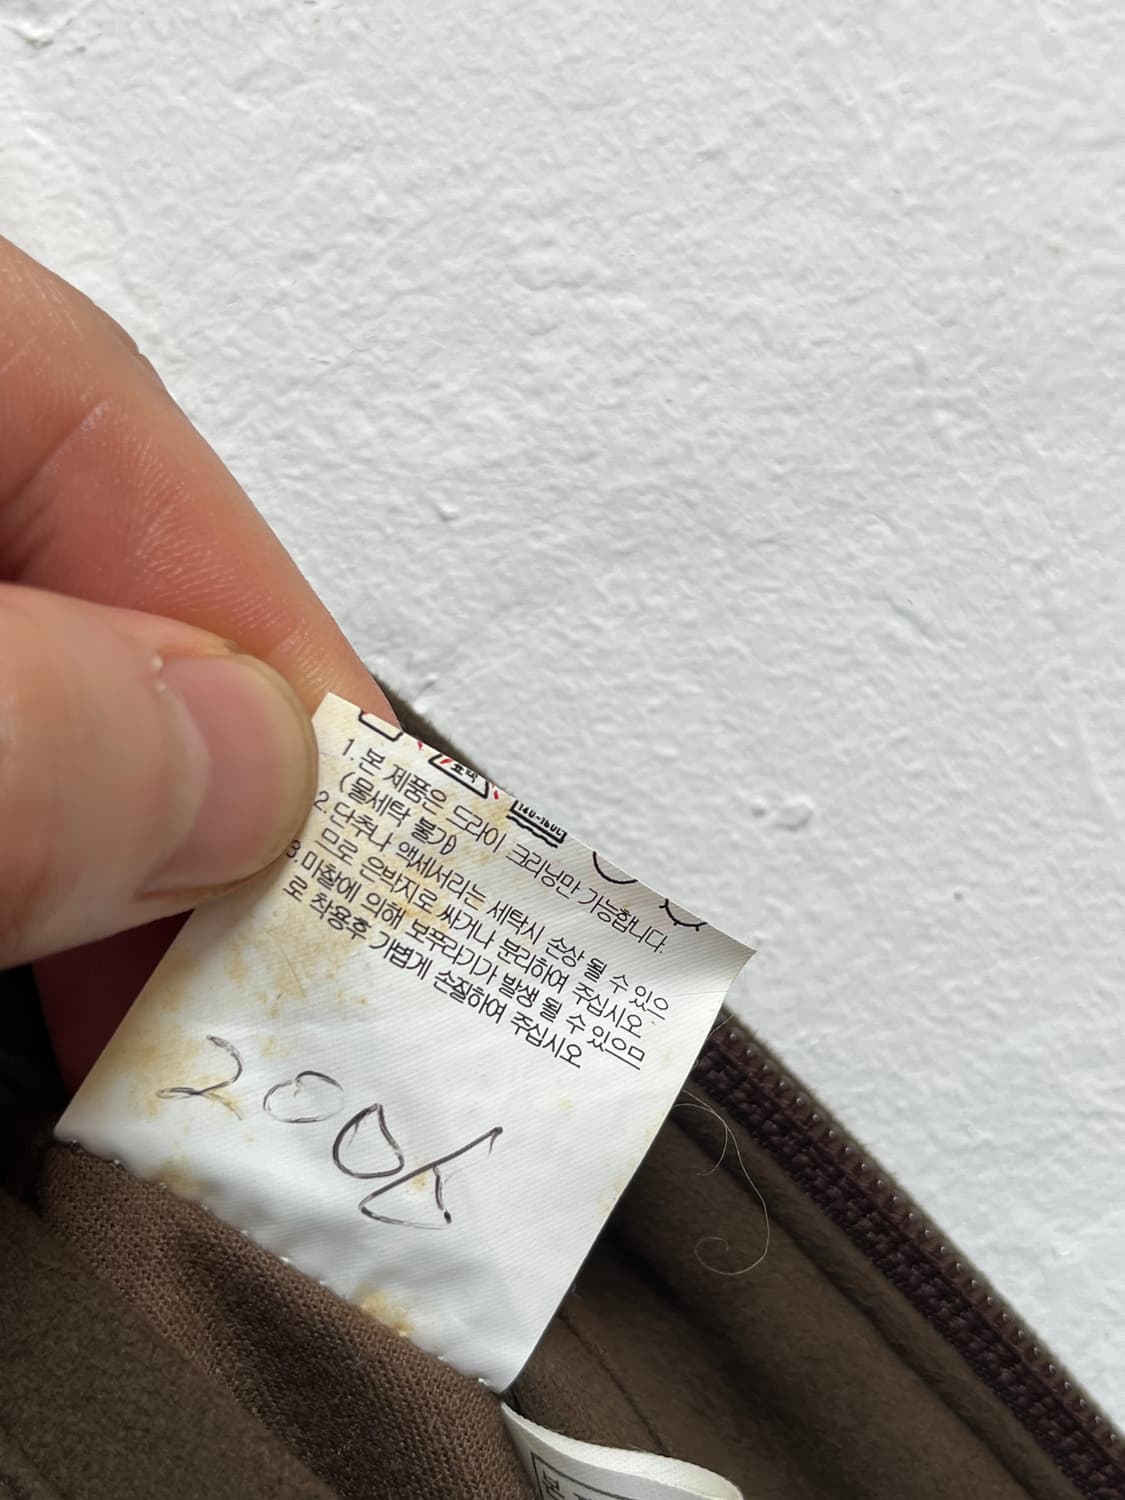 표백
140-160℃
1. 본 제품은 드라이 크리닝만 가능합니다.
(물세탁 불가)
2. 단추나 액세서리는 세탁시 손상 될 수 있으
므로 은박지로 싸거나 분리하여 주십시오.
3. 마찰에 의해 보푸라기가 발생 될 수 있으므
로 착용후 가볍게 손질하여 주십시오
2006